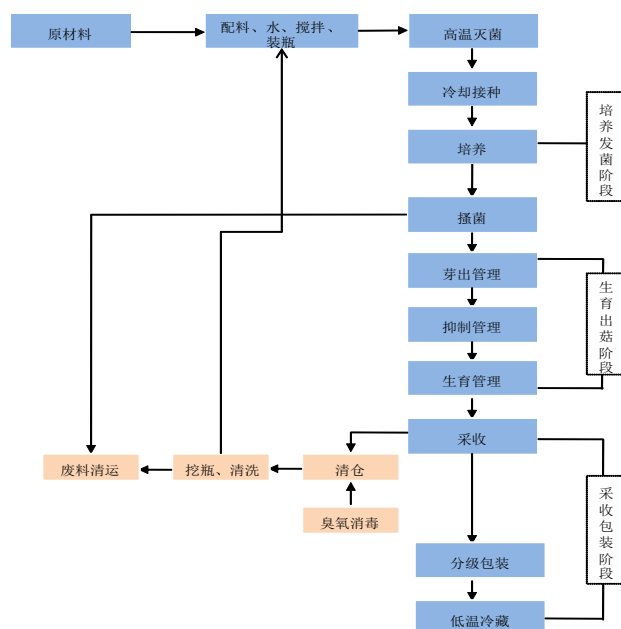 原材料
配料、水、搅拌、
装瓶
高温灭菌
冷却接种
培养
培养发菌阶段
搔菌
芽出管理
抑制管理
生育管理
生育出菇阶段
采收
废料清运
挖瓶、清洗
清仓
臭氧消毒
采收包装阶段
分级包装
低温冷藏